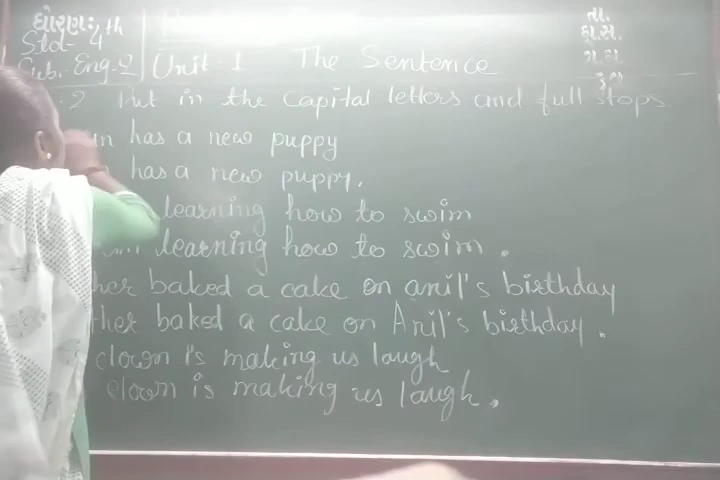 ધોરણ:
Std- 4th
Sub. Eng. 2 Unit - 1 The Sentence
તા.
હા.સં.
ગે.હા
કુલ
2 Put in the capital letters and full stops
has a new puppy
has a new puppy.
learning how to swim
learning how to swim.
her baked a cake on anil's birthday
ther baked a cake on Anil's birthday.
clown is making us laugh
clown is making us laugh.